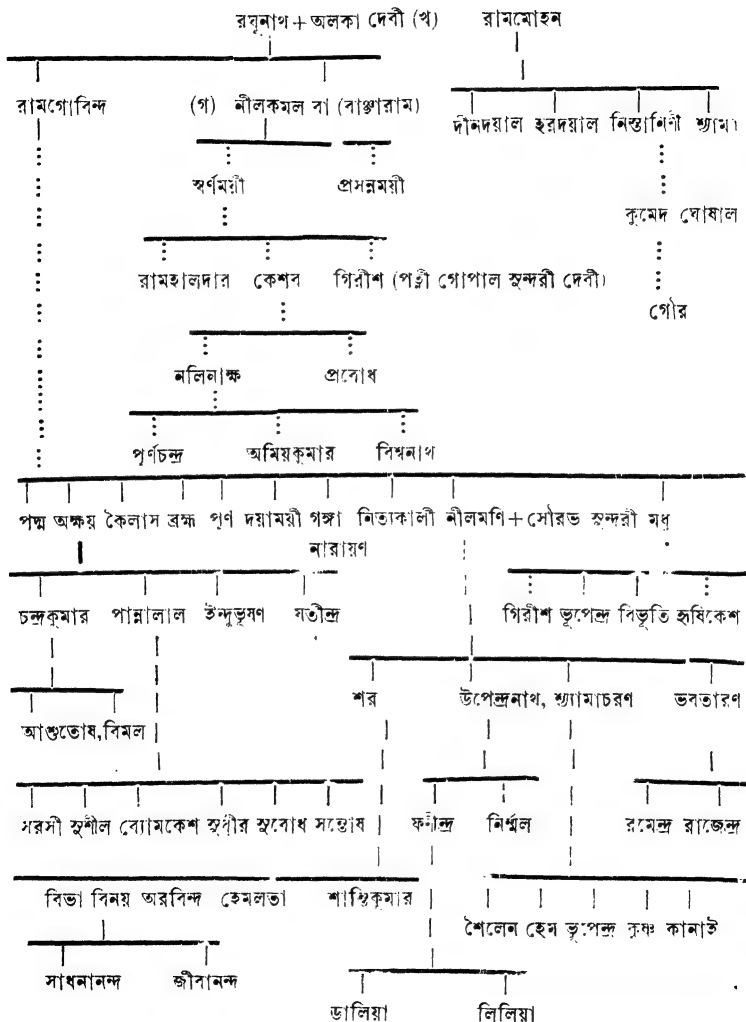 রঘুনাথ + অলকা দেবী (খ) রামমোহন
রামগোবিন্দ (গ) নীলকমল বা (বাঞ্ছারাম)
দীনদয়াল হরদয়াল নিস্তারিণী শ্যামা
স্বর্ণময়ী প্রসন্নময়ী
কুমেদ ঘোষাল
রামহালদার কেশব গিরীশ (পত্নী গোপাল সুন্দরী দেবী)
গৌর
নলিনাক্ষ প্রবোধ
পূর্ণচন্দ্র অমিয়কুমার বিশ্বনাথ
পদ্ম অক্ষয় কৈলাস ব্রহ্ম পূর্ণ দয়াময়ী গঙ্গা নিত্যকালী নীলমণি + সৌরভ সুন্দরী মধু
নারায়ণ
চন্দ্রকুমার পান্নালাল ইন্দুভূষণ যতীন্দ্র গিরীশ ভূপেন্দ্র বিভূতি হৃষিকেশ
শর উপেন্দ্রনাথ, শ্যামাচরণ ভবতারণ
আশুতোষ, বিমল
সরসী সুশীল ব্যোমকেশ সুধীর সুবোধ সন্তোষ ফনীন্দ্র নির্ম্মল রমেন্দ্র রাজেন্দ্র
বিভা বিনয় অরবিন্দ হেমলতা শান্তিকুমার
শৈলেন হেম ভূপেন্দ্র কৃষ্ণ কানাই
সাধনানন্দ জীবানন্দ
ডালিয়া লিলিয়া